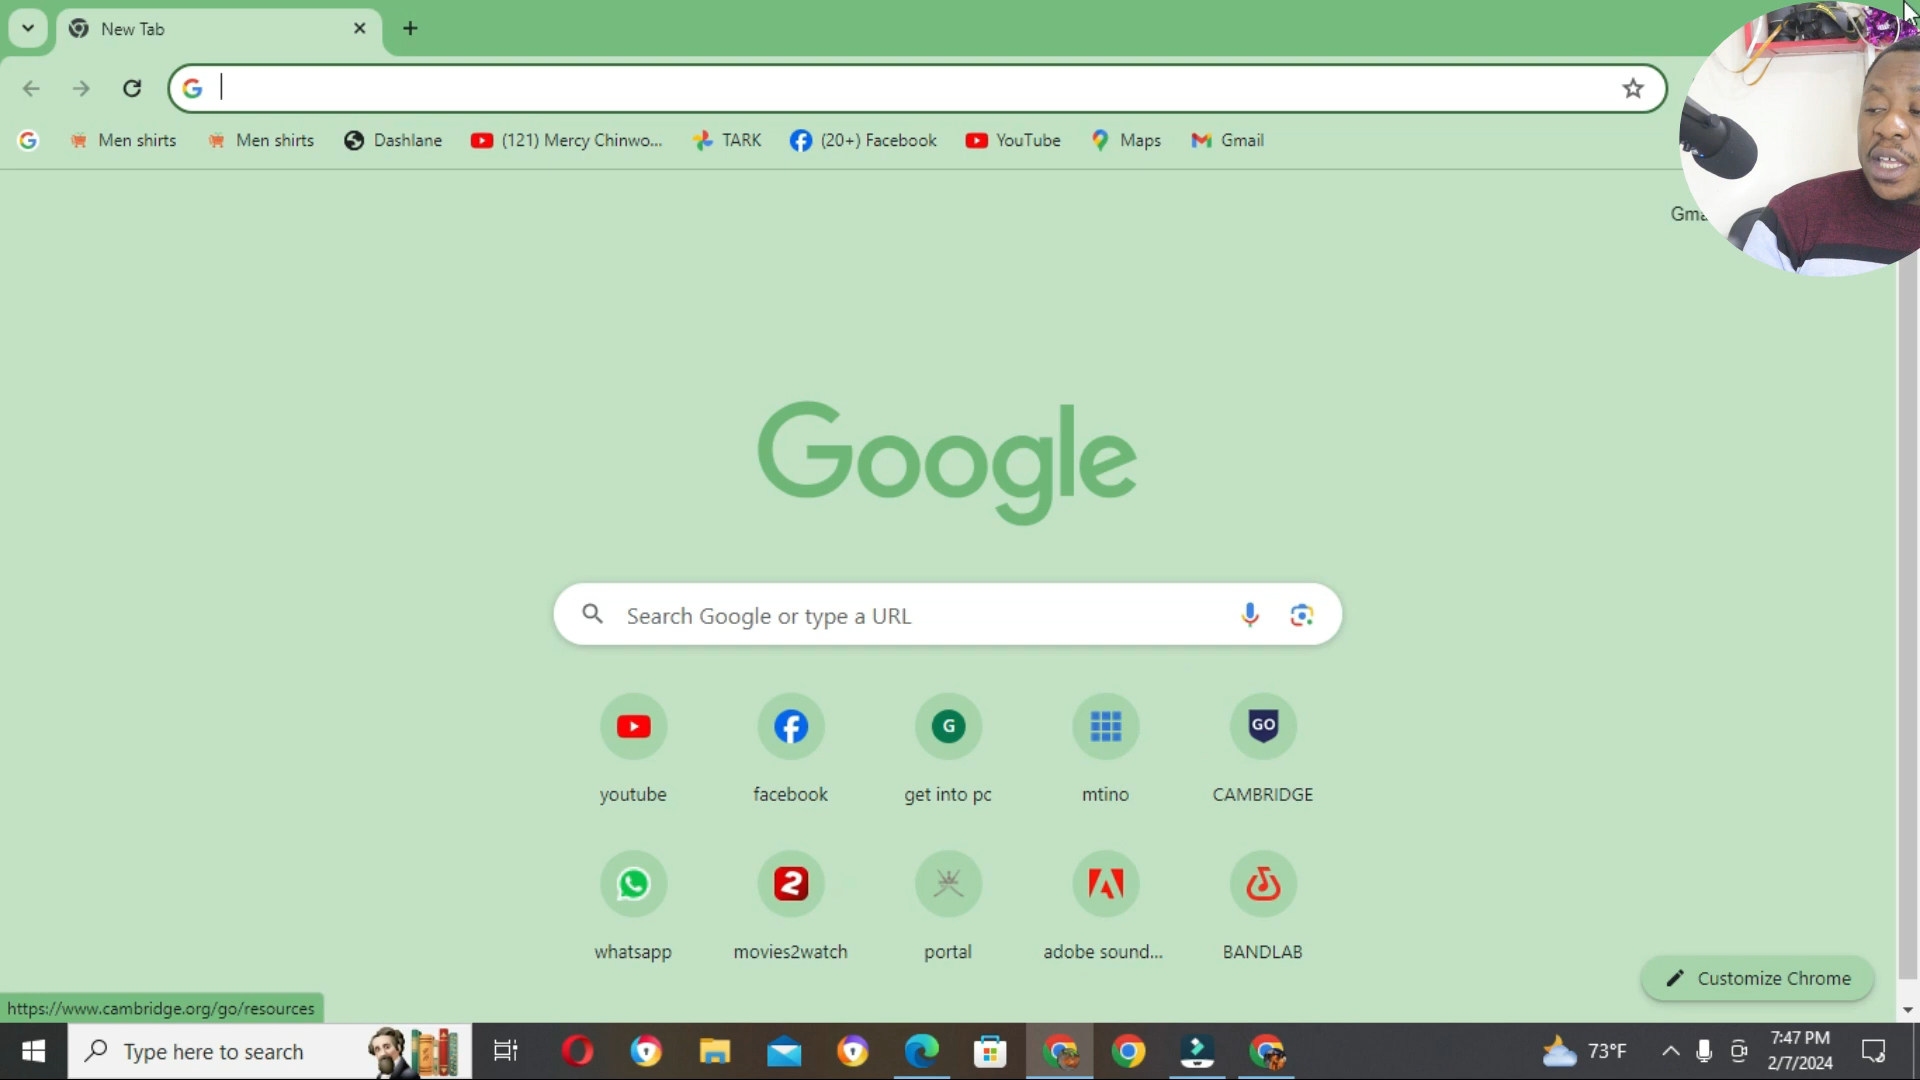 New Tab
Men shirts
Men shirts
Dashlane
(121) Mercy Chinwo...
TARK
(20+) Facebook
YouTube
Maps
Gmail
Gma
Google
Search Google or type a URL
G
GO
youtube
facebook
get into pc
mtino
CAMBRIDGE
2
whatsapp
movies2watch
portal
adobe sound...
BANDLAB
Customize Chrome
https://www.cambridge.org/go/resources
Type here to search
73°F
7:47 PM
2/7/2024